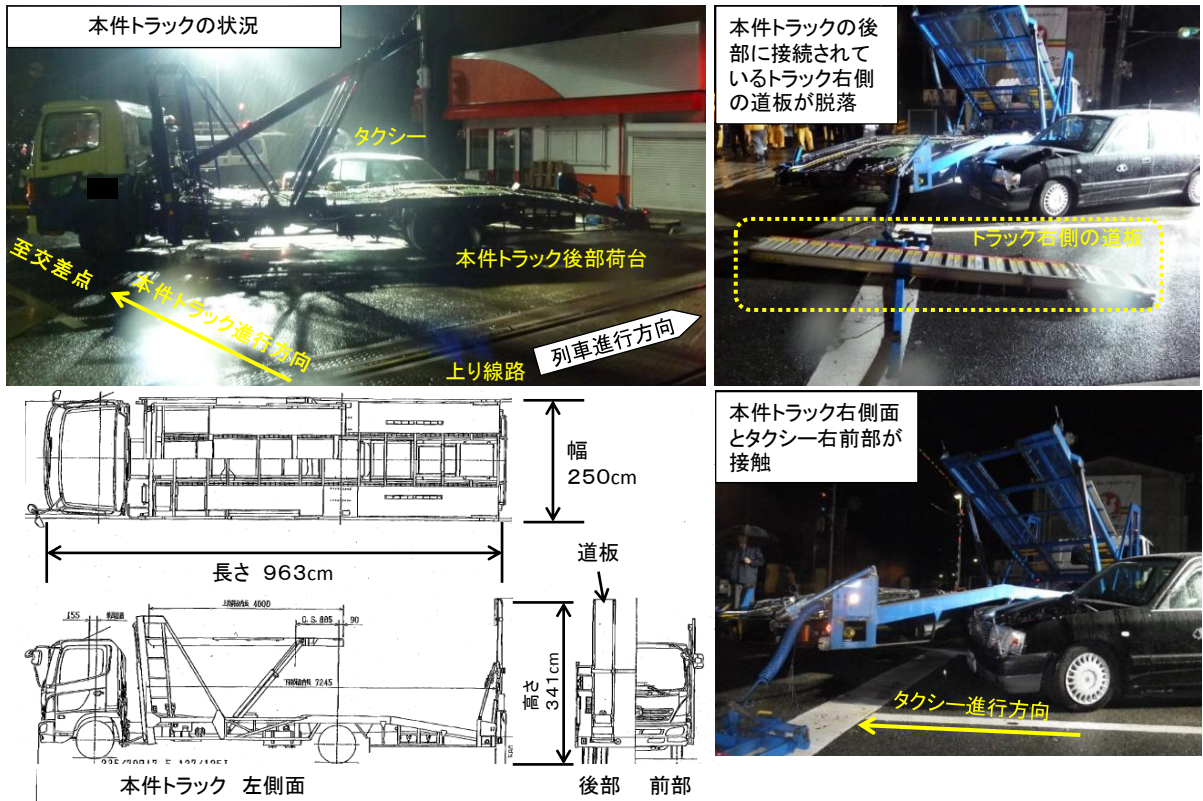 本件トラックの状況
タクシー
本件トラック後部荷台
至交差点
本件トラック進行方向
上り線路
列車進行方向
本件トラックの後
部に接続されて
いるトラック右側
の道板が脱落
トラック右側の道板
幅
250cm
長さ 963cm
道板
4000
155
O.S.885
90
7245
高さ
341cm
本件トラック 左側面
後部
前部
本件トラック右側面
とタクシー右前部が
接触
タクシー進行方向